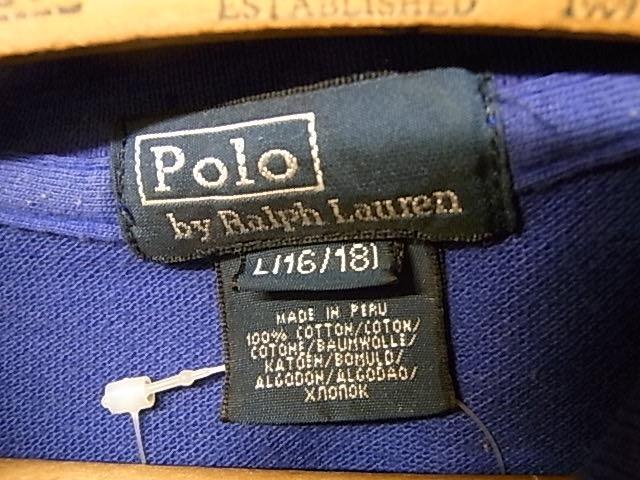 ESTABLISHED
Polo
by Ralph Lauren
L(16/18)
MADE IN PERU
100% COTTON/COTON/
COTONE/BAUMWOLLE/
KATOEN/BOMULD/
ALGODON/ALGODAO/
ХЛОПОК